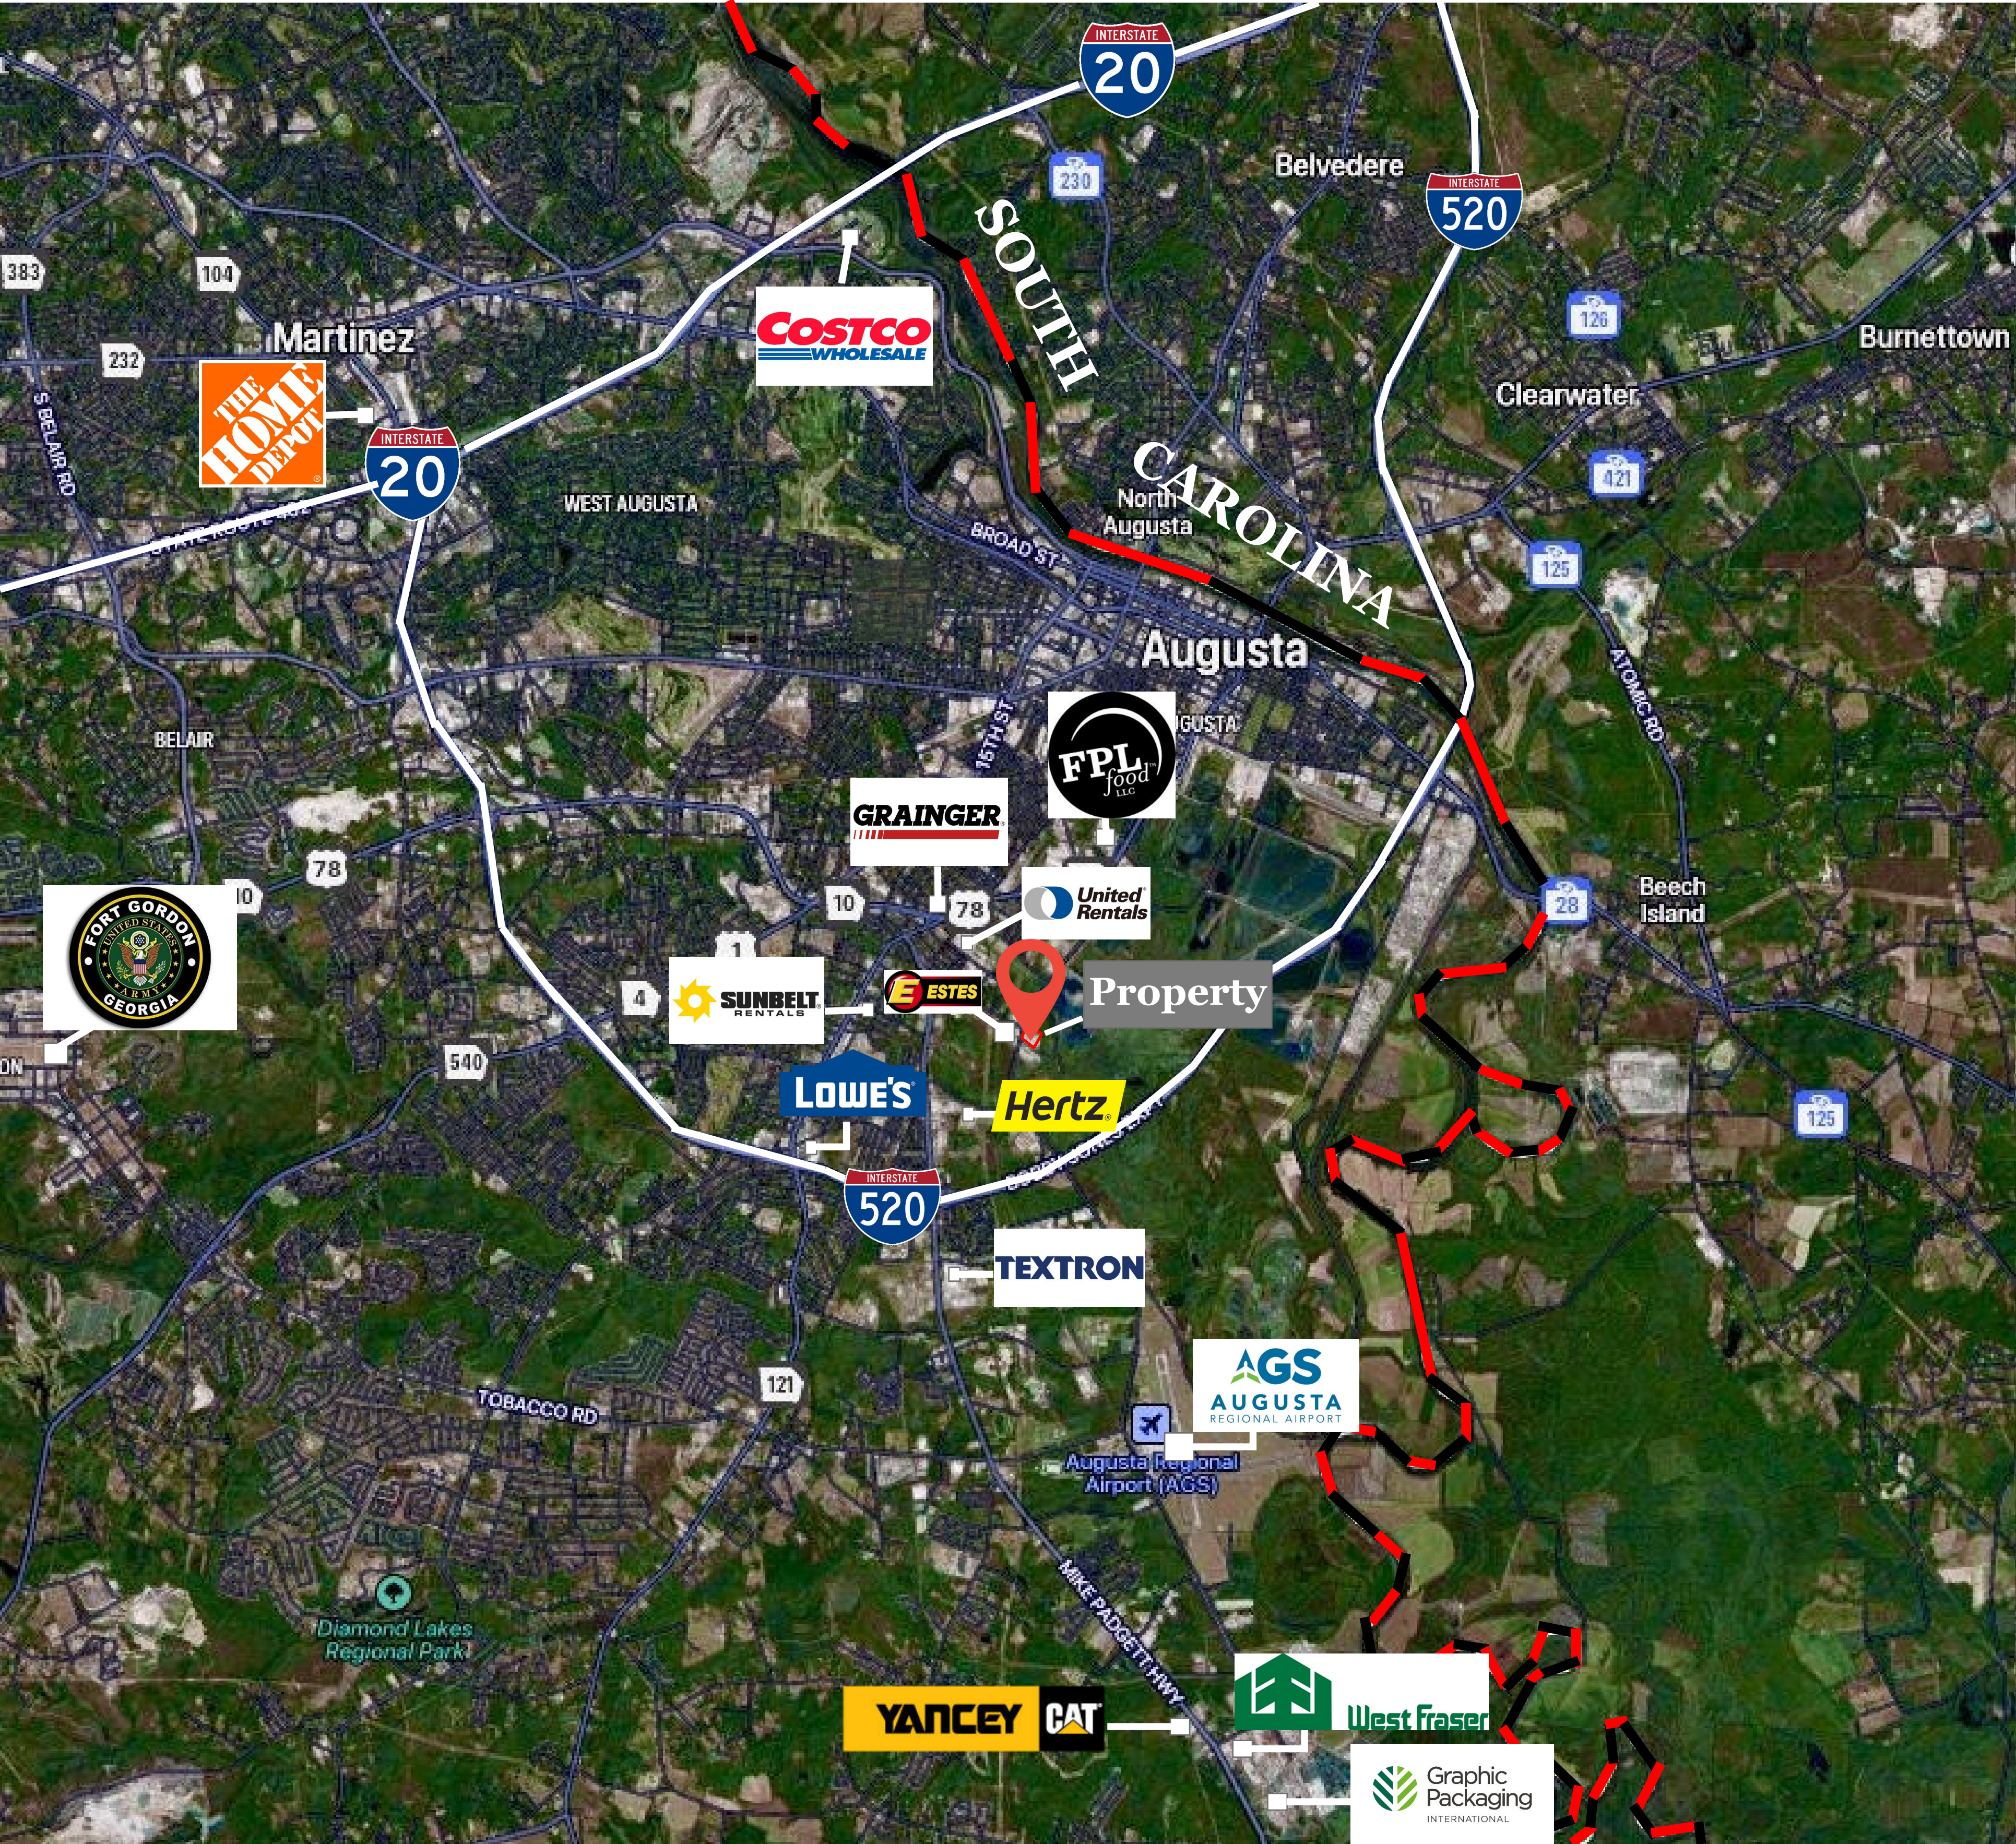 INTERSTATE
20
230
Belvedere
INTERSTATE
520
SOUTH
CAROLINA
383
104
Martinez
232
COSTCO
WHOLESALE
126
Burnettown
Clearwater
THE
HOME
DEPOT
S BELAIR RD
INTERSTATE
20
421
WEST AUGUSTA
North
Augusta
BROAD ST
125
Augusta
ATOMIC RD
15TH ST
BELAIR
FPL
food
LLC
GRAINGER
78
10
78
United
Rentals
28
Beech
Island
FORT GORDON
UNITED STATES
ARMY
GEORGIA
1
4
SUNBELT
RENTALS
E ESTES
Property
ON
540
LOWE'S
Hertz
125
INTERSTATE
520
TEXTRON
121
TOBACCO RD
AGS
AUGUSTA
REGIONAL AIRPORT
Augusta Regional
Airport (AGS)
MIKE PADGETT HWY
Diamond Lakes
Regional Park
YANCEY CAT
West Fraser
Graphic
Packaging
INTERNATIONAL